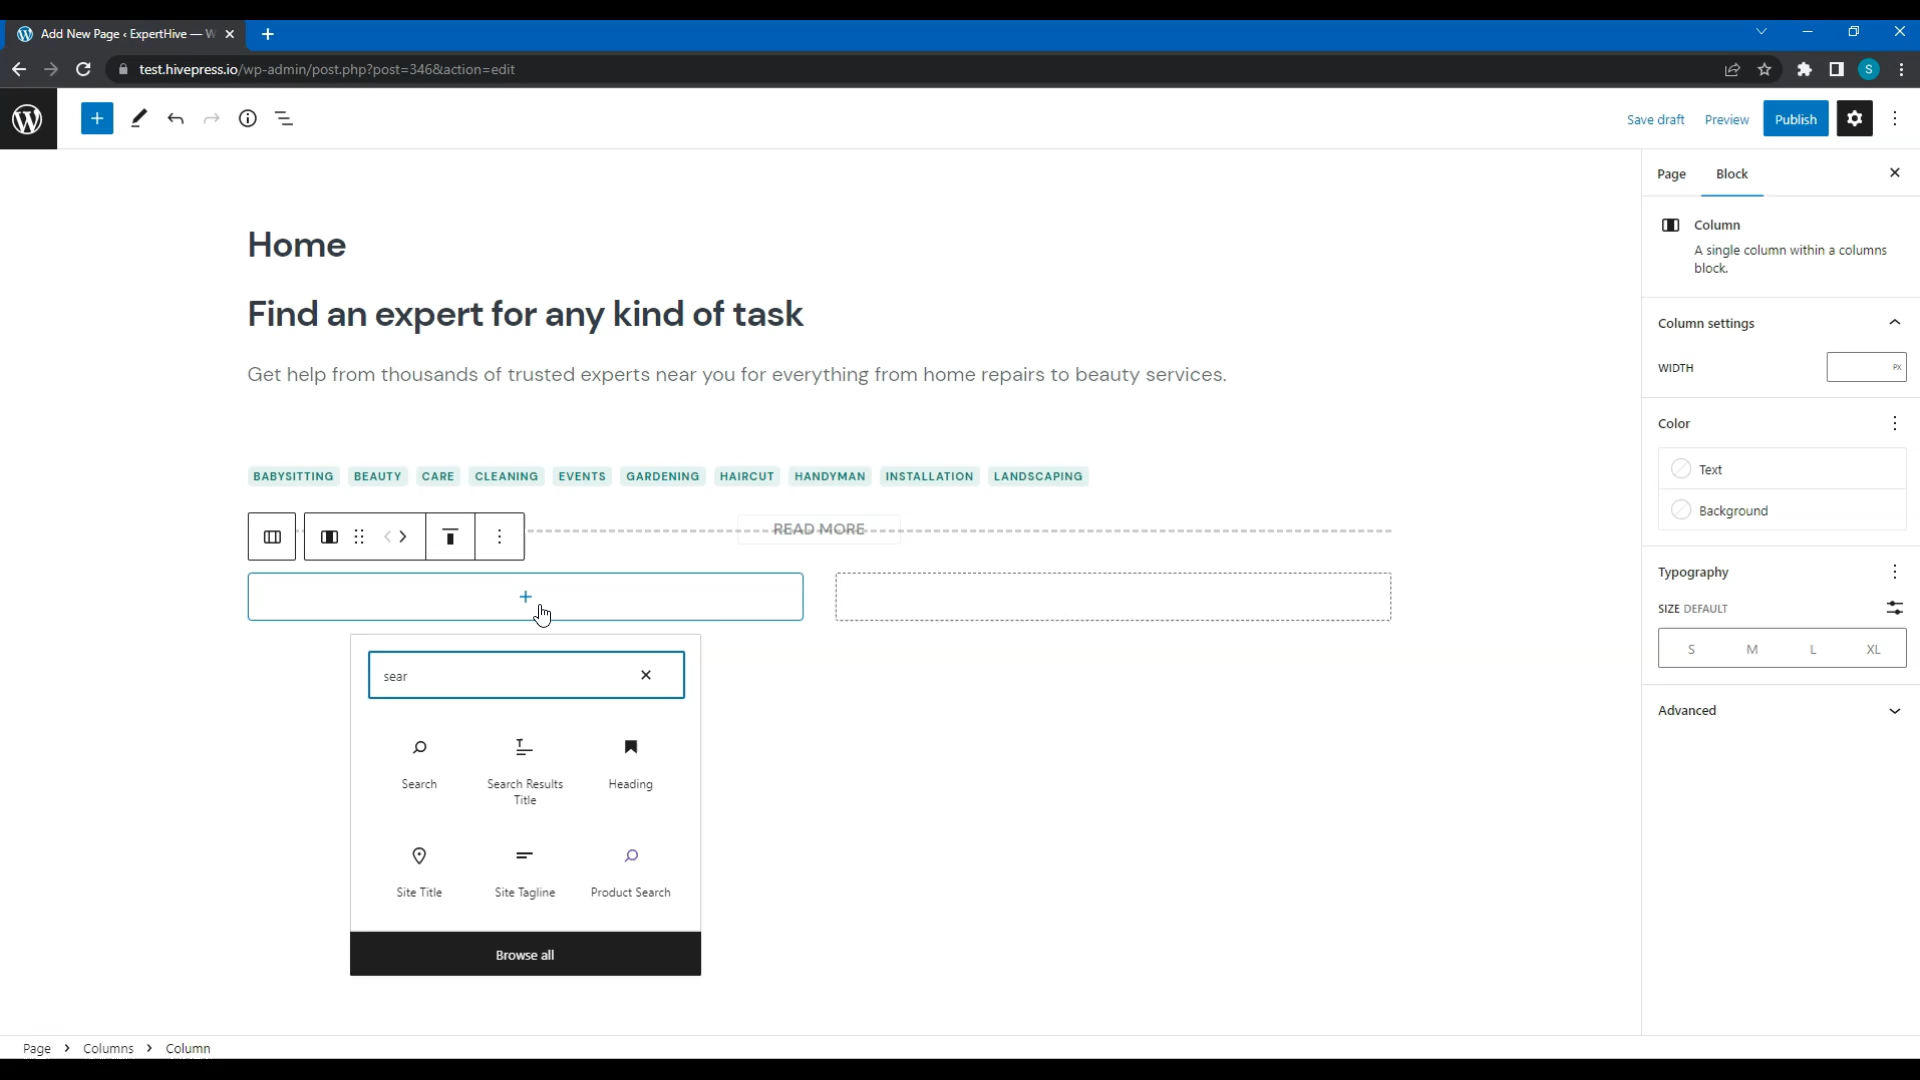 Add New Page ‹ ExpertHive — W
test.hivepress.io/wp-admin/post.php?post=346&action=edit
S
Save draft
Preview
Publish
Page
Block
Column
A single column within a columns
block.
Home
Find an expert for any kind of task
Get help from thousands of trusted experts near you for everything from home repairs to beauty services.
Column settings
WIDTH
PX
Color
Text
Background
BABYSITTING BEAUTY CARE CLEANING EVENTS GARDENING HAIRCUT HANDYMAN INSTALLATION LANDSCAPING
READ MORE
Typography
SIZE DEFAULT
S M L XL
Advanced
sear
Search
Search Results
Title
Heading
Site Title
Site Tagline
Product Search
Browse all
Page > Columns > Column